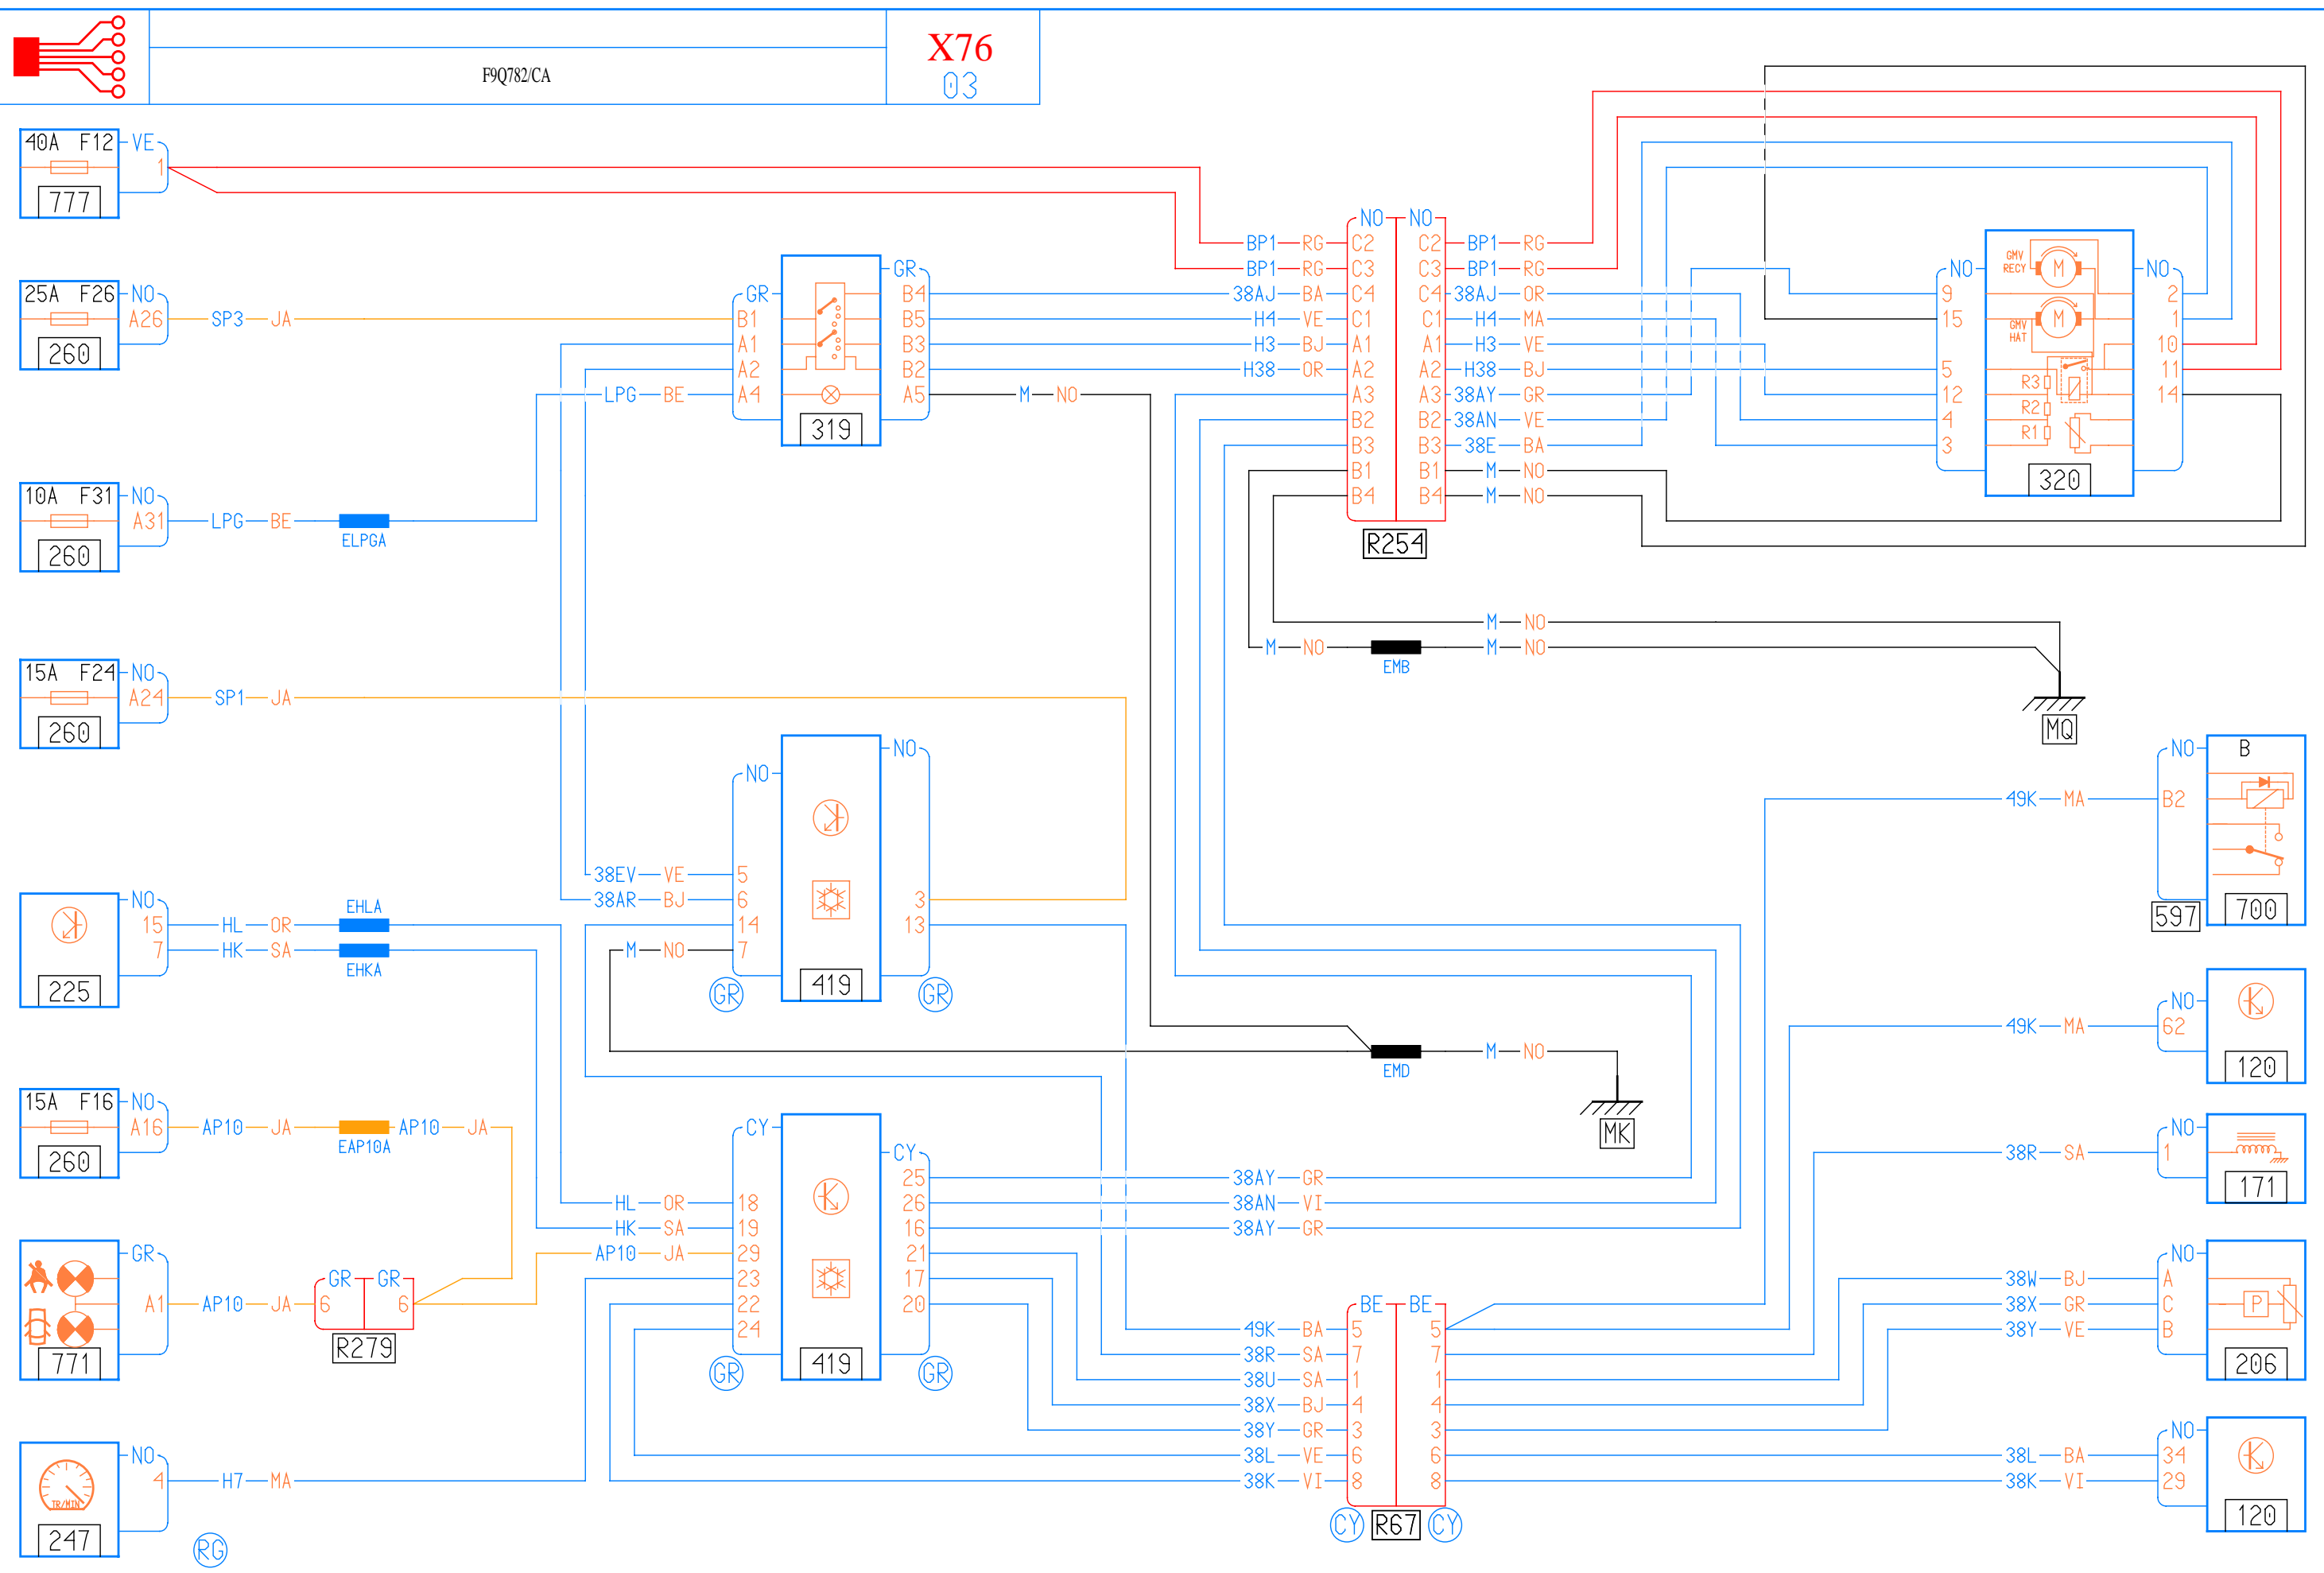 X76
F9Q782/CA
03
40A F12 VE
1
777
25A F26 NO
A26 SP3 JA
260
10A F31 NO
A31 LPG BE
ELPGA
260
15A F24 NO
A24 SP1 JA
260
NO
15 HL OR
EHLA
7 HK SA
EHKA
225
15A F16 NO
A16 AP10 JA
EAP10A
AP10 JA
260
GR
A1 AP10 JA
771
GR GR
6 6
R279
NO
4 H7 MA
TR/MIN
247
RG
GR GR
B1 B4
A1 B5
A2 B3
B2
LPG BE A4 A5 M NO
319
NO NO
38EV VE 5
38AR BJ 6 3
14 13
M NO 7
GR 419 GR
CY CY
25 38AY GR
HL OR 18 26 38AN VI
HK SA 19 16 38AY GR
AP10 JA 29 21
23 17
22 20
24
GR 419 GR
NO NO
BP1 RG C2 C2 BP1 RG
BP1 RG C3 C3 BP1 RG
38AJ BA C4 C4 38AJ OR
H4 VE C1 C1 H4 MA
H3 BJ A1 A1 H3 VE
H38 OR A2 A2 H38 BJ
A3 A3 38AY GR
B2 B2 38AN VE
B3 B3 38E BA
B1 B1 M NO
B4 B4 M NO
R254
M NO
M NO EMB M NO
MQ
EMD M NO
MK
NO NO
GMV RECY M
9 2
GMV HAT M
15 1
10
5 11
R3
12 14
R2
4
R1
3
320
BE BE
49K BA 5 5
38R SA 7 7
38U SA 1 1
38X BJ 4 4
38Y GR 3 3
38L VE 6 6
38K VI 8 8
CY R67 CY
NO B
49K MA B2
597 700
NO
49K MA 62
120
NO
38R SA 1
171
NO
38W BJ A
38X GR C
P
38Y VE B
206
NO
38L BA 34
38K VI 29
120